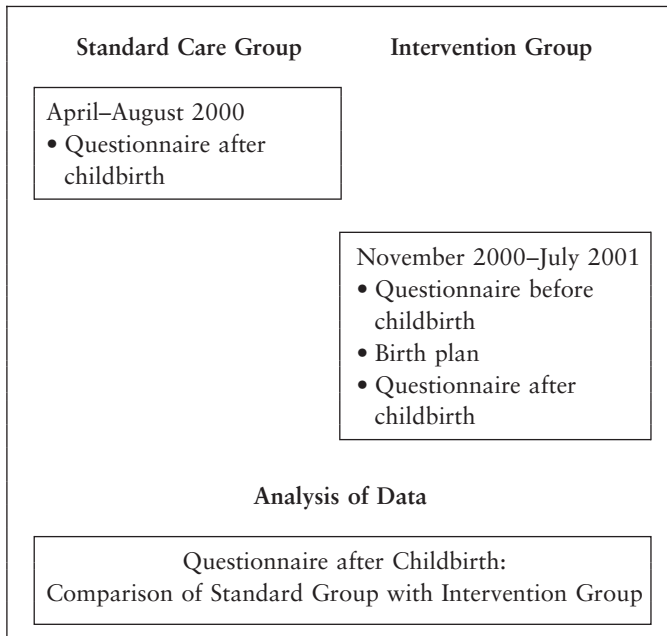 Standard Care Group
Intervention Group
April–August 2000
• Questionnaire after
childbirth
November 2000–July 2001
• Questionnaire before
childbirth
• Birth plan
• Questionnaire after
childbirth
Analysis of Data
Questionnaire after Childbirth:
Comparison of Standard Group with Intervention Group